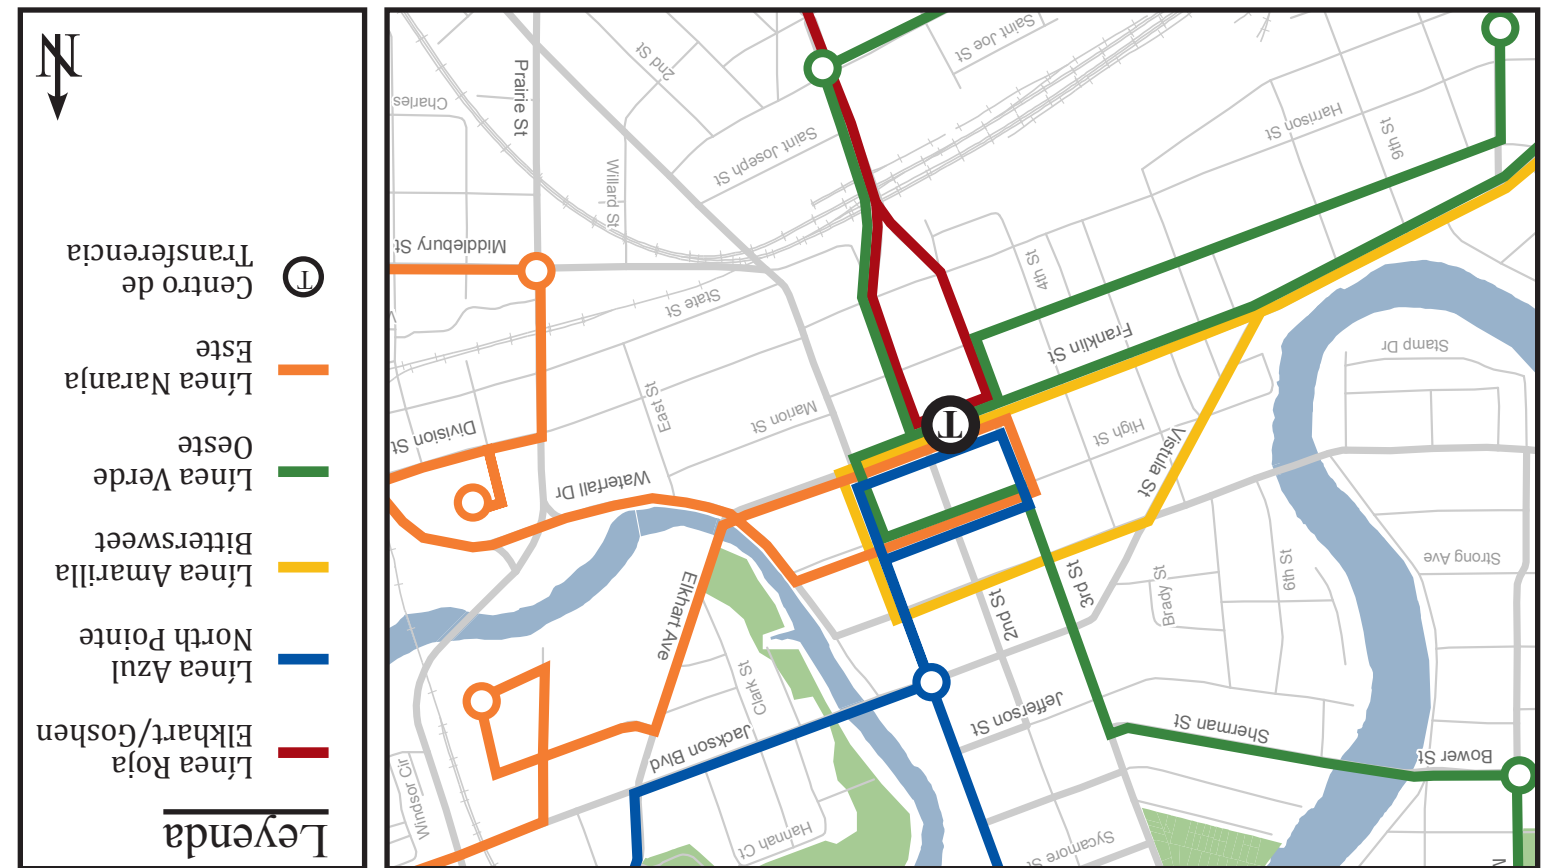 Leyenda
Línea Roja
Elkhart/Goshen
Línea Azul
North Pointe
Línea Amarilla
Bittersweet
Línea Verde
Oeste
Línea Naranja
Este
T
Centro de
Transferencia
N
Sycamore St
Hannah Ct
Windsor Cir
Bower St
Sherman St
Jackson Blvd
Jefferson St
Clark St
Elkhart Ave
2nd St
3rd St
Brady St
6th St
Strong Ave
Waterfall Dr
Vistula St
High St
Division St
Marion St
East St
T
Stamp Dr
Franklin St
State St
4th St
Middlebury St
Willard St
Saint Joseph St
9th St
Harrison St
Prairie St
Charles
2nd St
Saint Joe St